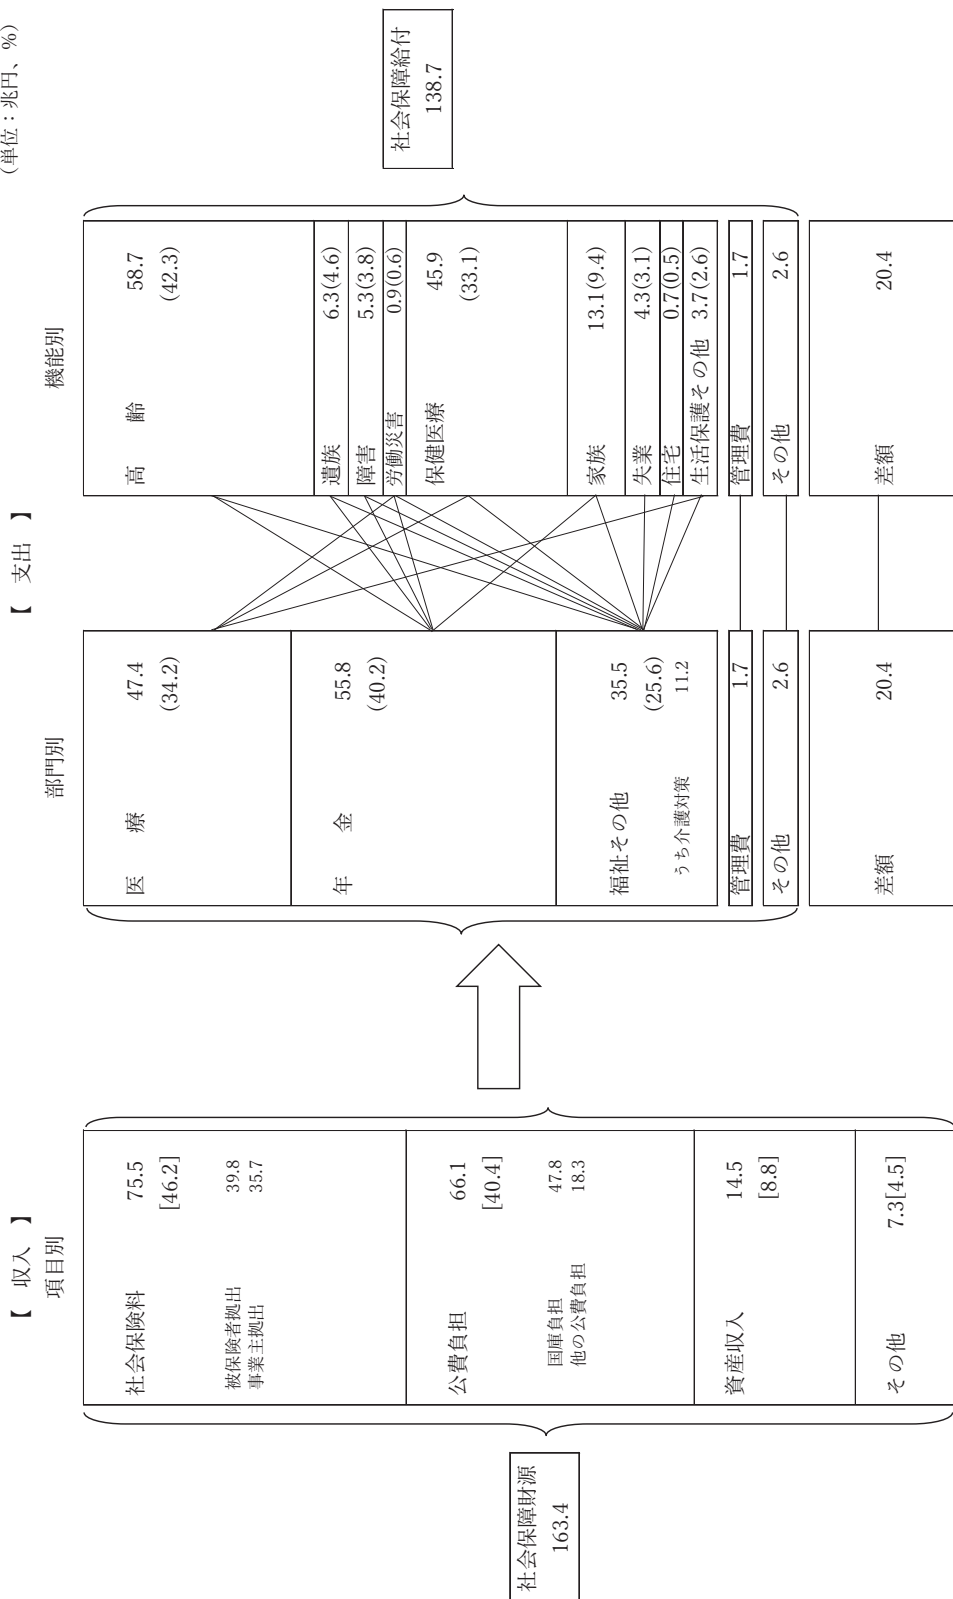 （単位：兆円、％）
【 収入 】
項目別
社会保障財源
163.4
社会保険料 75.5
[46.2]
被保険者拠出 39.8
事業主拠出 35.7
公費負担 66.1
[40.4]
国庫負担 47.8
他の公費負担 18.3
資産収入 14.5
[8.8]
その他 7.3[4.5]
【 支出 】
部門別
医 療 47.4
(34.2)
年 金 55.8
(40.2)
福祉その他 35.5
(25.6)
うち介護対策 11.2
管理費 1.7
その他 2.6
差額 20.4
機能別
高 齢 58.7
(42.3)
遺族 6.3(4.6)
障害 5.3(3.8)
労働災害 0.9(0.6)
保健医療 45.9
(33.1)
家族 13.1(9.4)
失業 4.3(3.1)
住宅 0.7(0.5)
生活保護その他 3.7(2.6)
管理費 1.7
その他 2.6
差額 20.4
社会保障給付
138.7